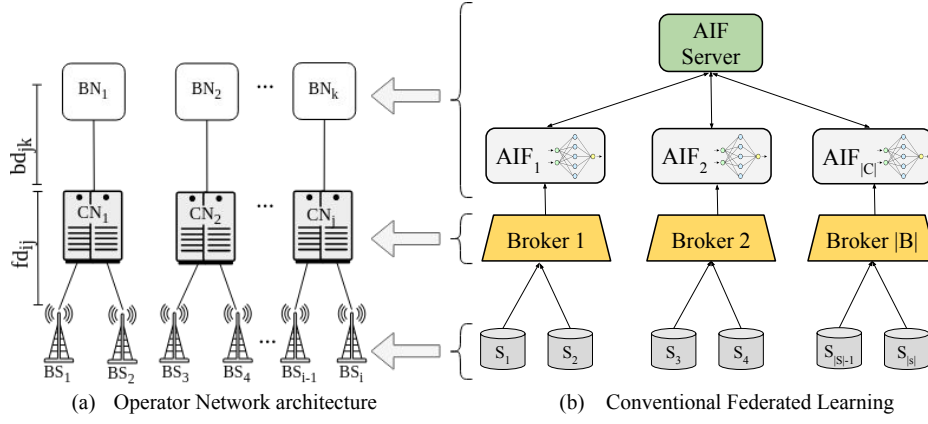 BN1 BN2 ... BNk
bdjk
CN1 CN2 ... CNj
fdij
BS1 BS2 BS3 BS4 ... BSi-1 BSi
(a) Operator Network architecture
AIF
Server
AIF1 AIF2 AIF|C|
Broker 1 Broker 2 Broker |B|
S1 S2 S3 S4 S|S|-1 S|s|
(b) Conventional Federated Learning